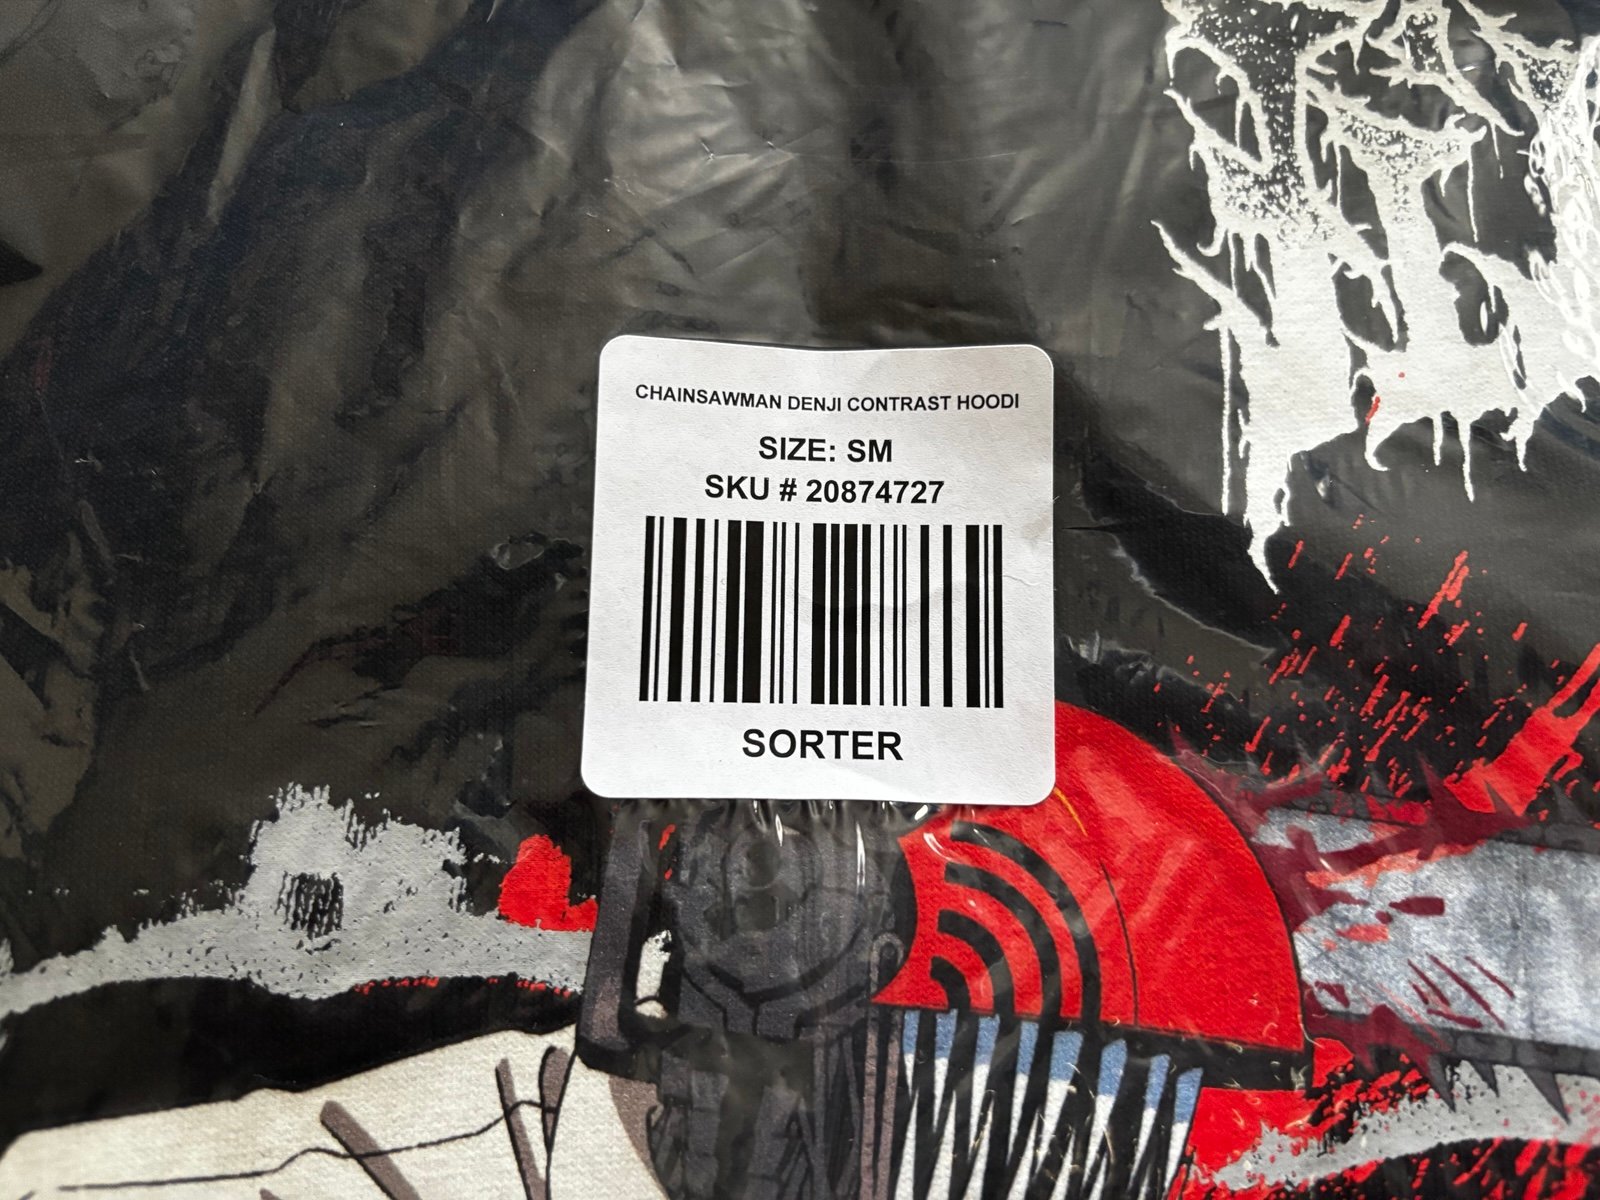 CHAINSAWMAN DENJI CONTRAST HOODI
SIZE: SM
SKU # 20874727
SORTER